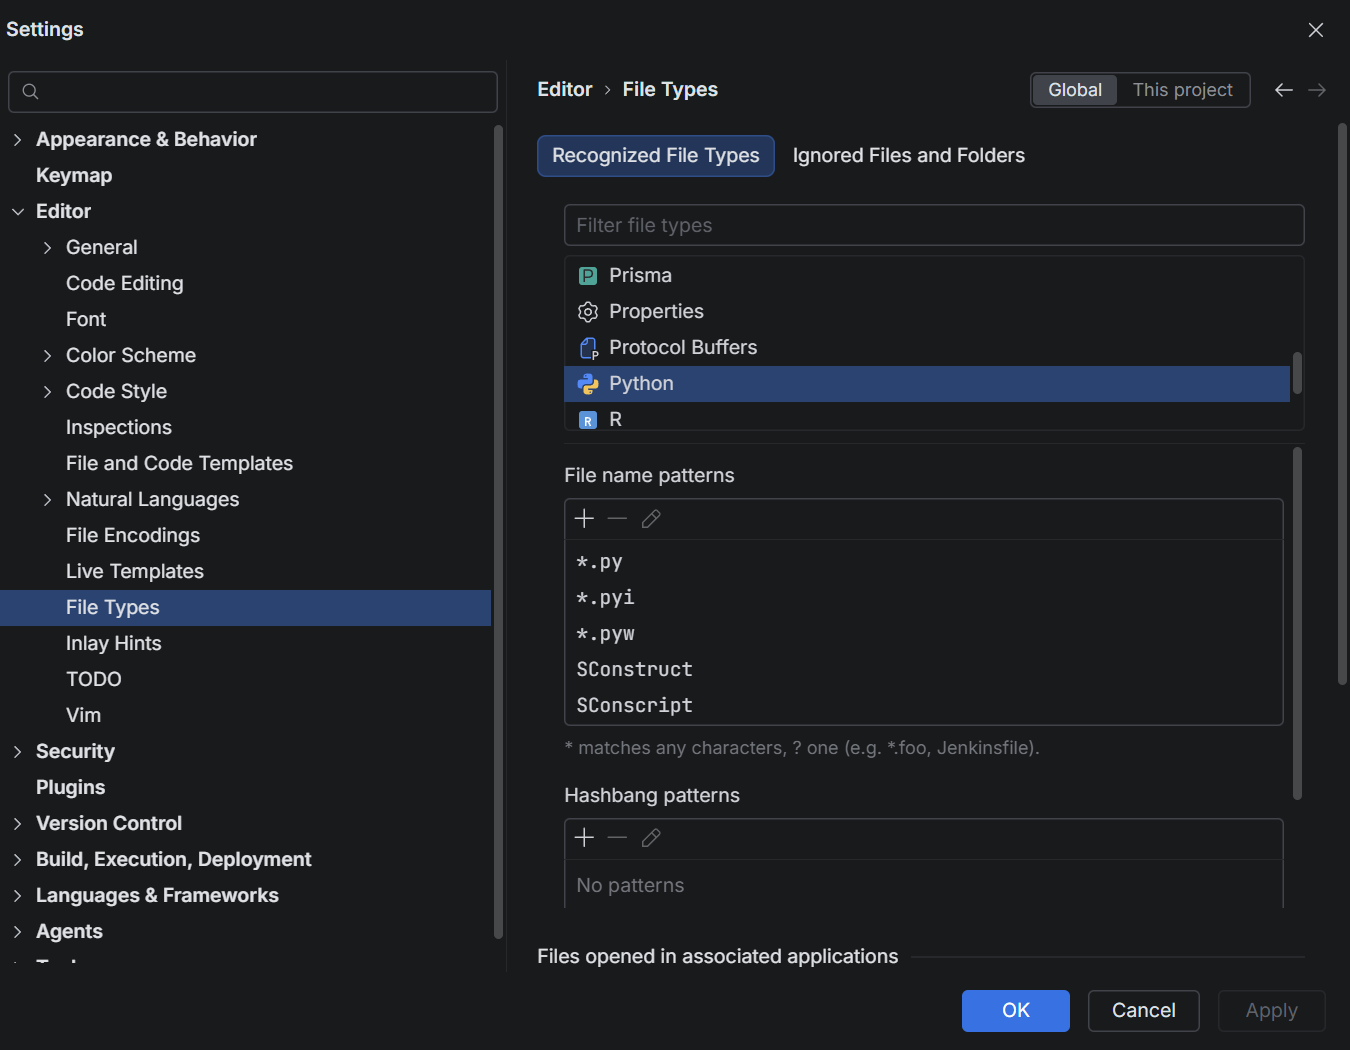 Settings
Appearance & Behavior
Keymap
Editor
General
Code Editing
Font
Color Scheme
Code Style
Inspections
File and Code Templates
Natural Languages
File Encodings
Live Templates
File Types
Inlay Hints
TODO
Vim
Security
Plugins
Version Control
Build, Execution, Deployment
Languages & Frameworks
Agents
Editor › File Types
Global This project
Recognized File Types Ignored Files and Folders
Filter file types
Prisma
Properties
Protocol Buffers
Python
R
File name patterns
*.py
*.pyi
*.pyw
SConstruct
SConscript
* matches any characters, ? one (e.g. *.foo, Jenkinsfile).
Hashbang patterns
No patterns
Files opened in associated applications
OK Cancel Apply